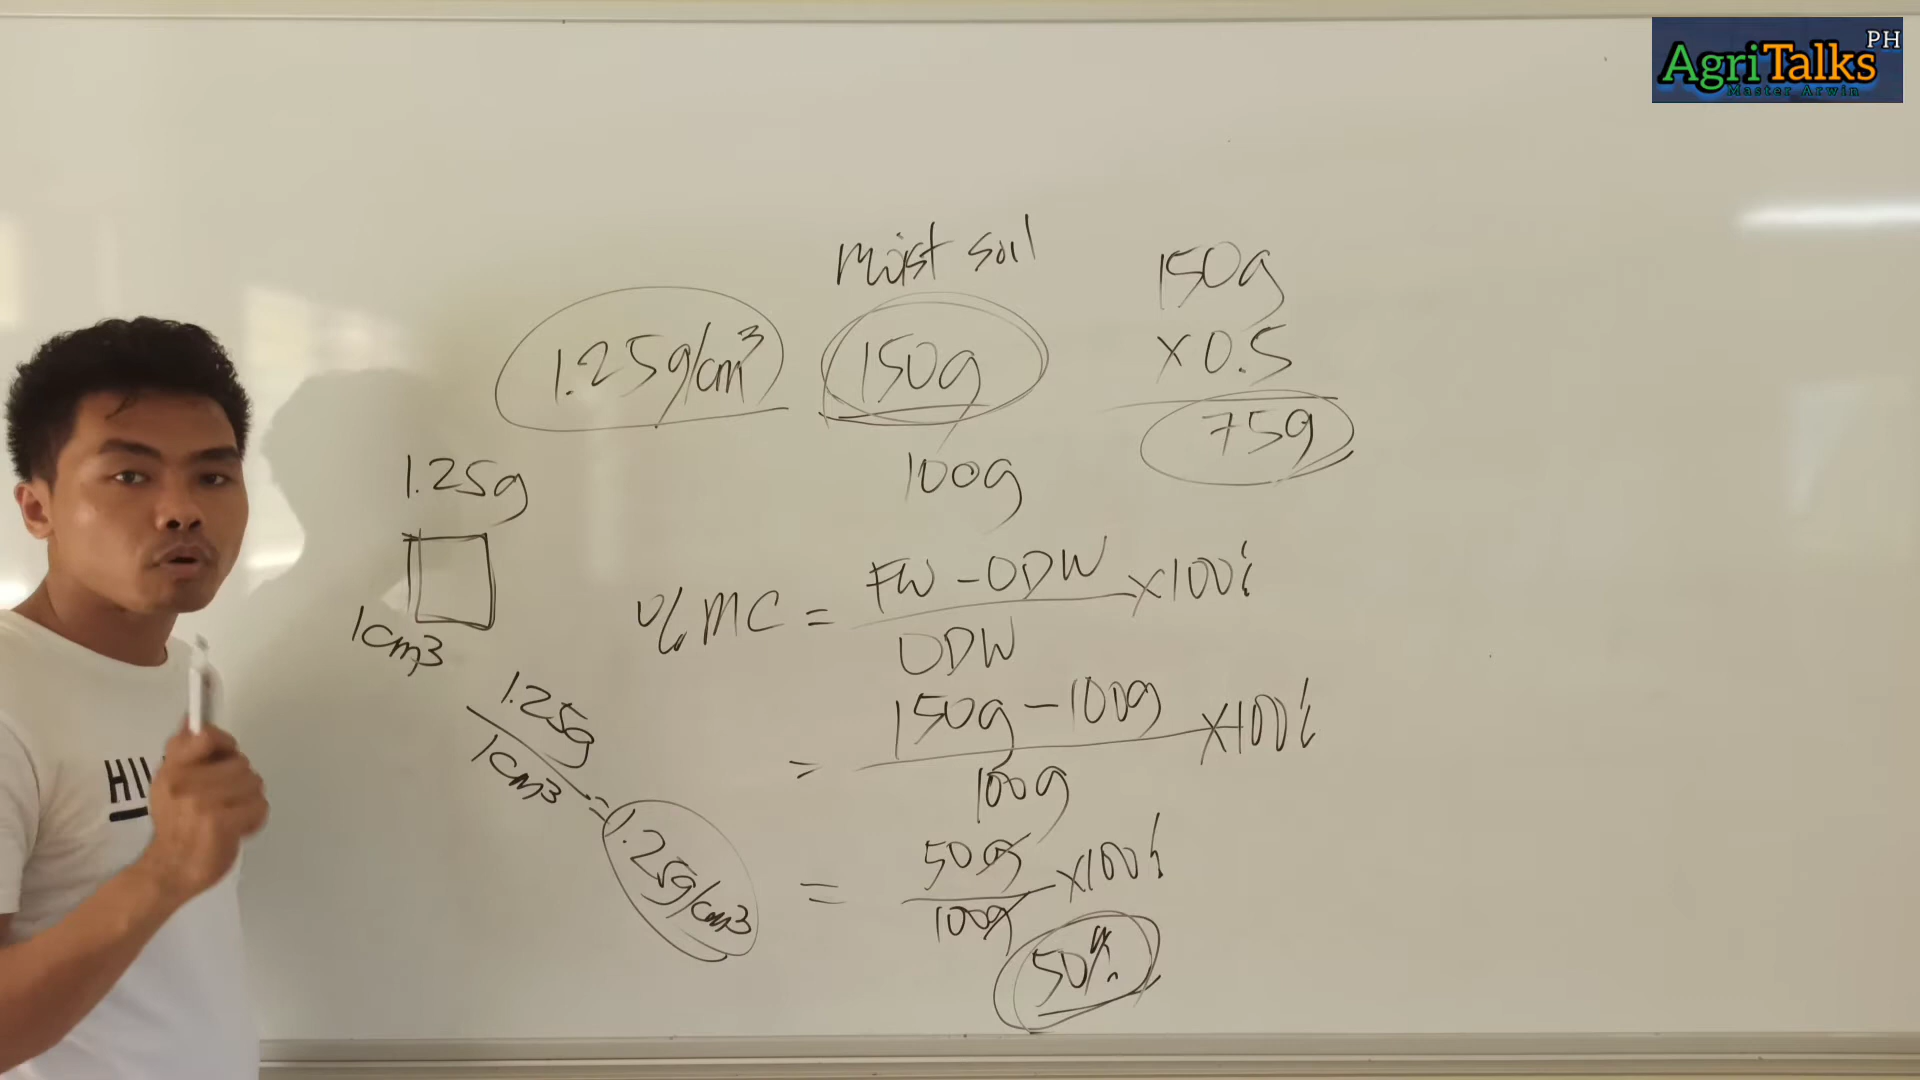 AgriTalks PH
Master Arwin
moist soil
1.25g/cm³
150g
100g
150g
x0.5
75g
1.25g
1cm3
1.25g
1cm3
= 1.25g/cm3
% MC = FW - ODW x100%
ODW
= 150g - 100g x100%
100g
= 50g x100%
100g
50%
HI